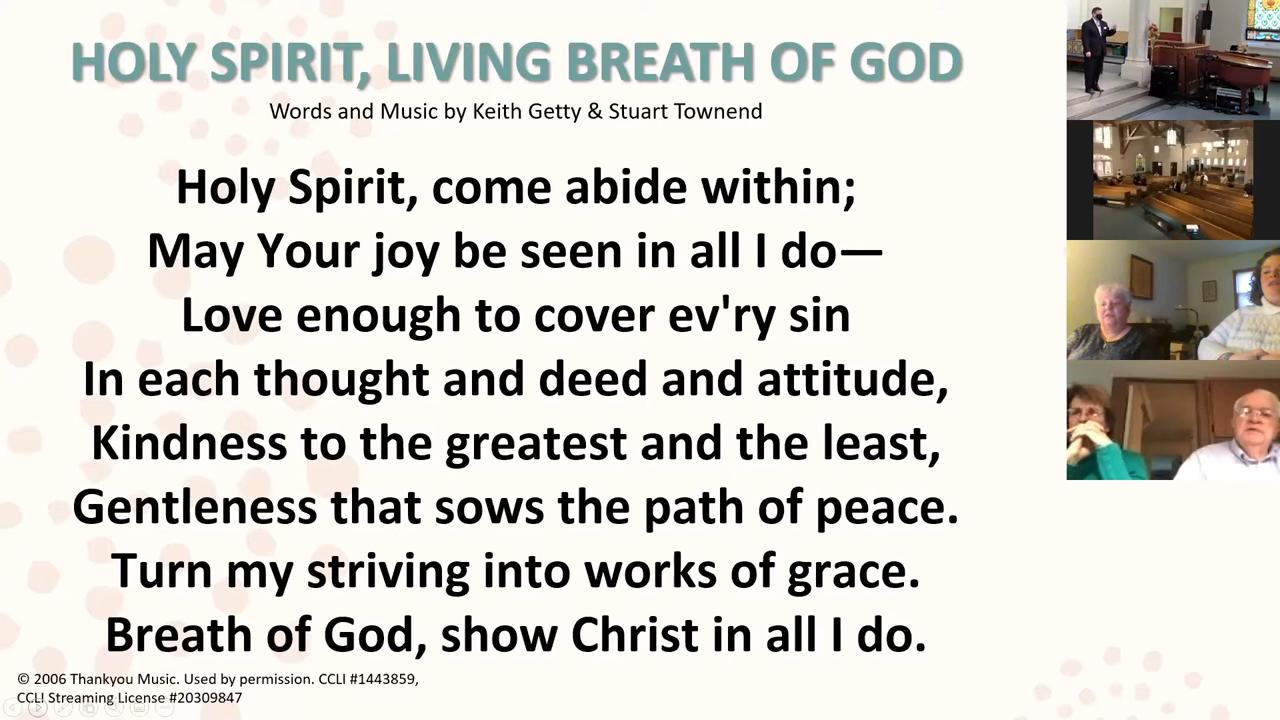 HOLY SPIRIT, LIVING BREATH OF GOD
Words and Music by Keith Getty & Stuart Townend
Holy Spirit, come abide within;
May Your joy be seen in all I do—
Love enough to cover ev'ry sin
In each thought and deed and attitude,
Kindness to the greatest and the least,
Gentleness that sows the path of peace.
Turn my striving into works of grace.
Breath of God, show Christ in all I do.
© 2006 Thankyou Music. Used by permission. CCLI #1443859,
CCLI Streaming License #20309847